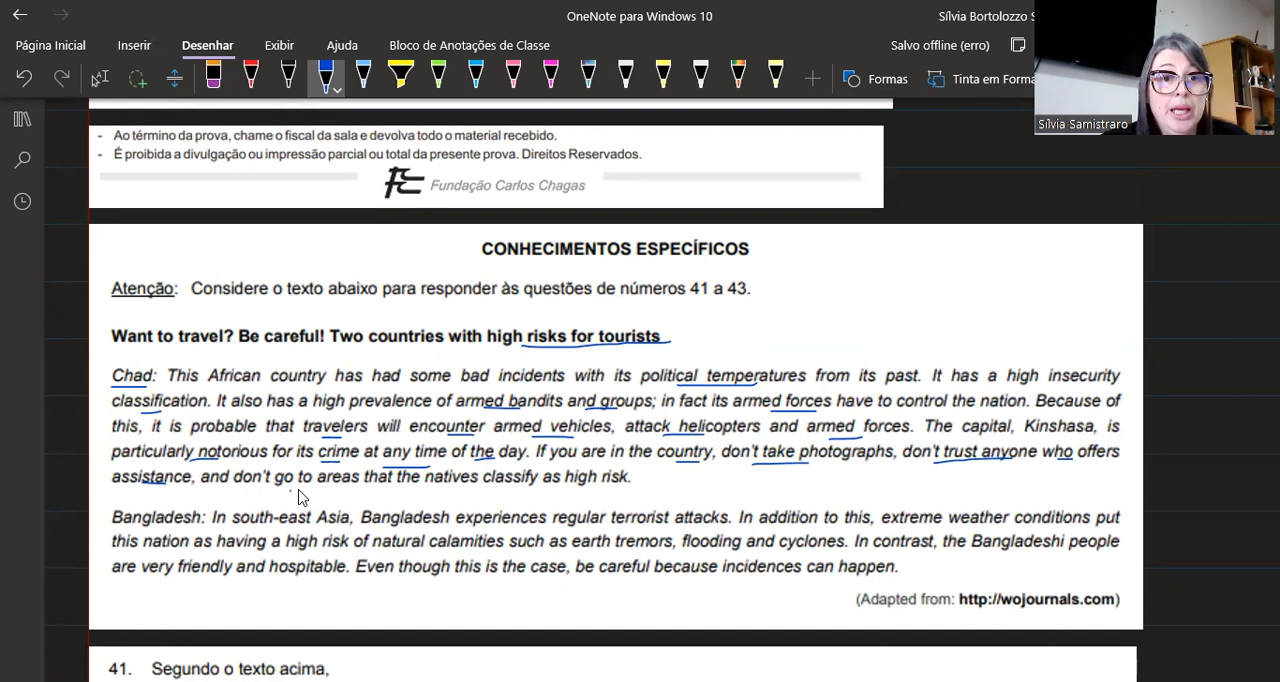 OneNote para Windows 10
Sílvia Bortolozzo S
Página Inicial
Inserir
Desenhar
Exibir
Ajuda
Bloco de Anotações de Classe
Salvo offline (erro)
Formas
Tinta em Forma
Sílvia Samistraro
- Ao término da prova, chame o fiscal da sala e devolva todo o material recebido.
- É proibida a divulgação ou impressão parcial ou total da presente prova. Direitos Reservados.
Fundação Carlos Chagas
CONHECIMENTOS ESPECÍFICOS
Atenção: Considere o texto abaixo para responder às questões de números 41 a 43.
Want to travel? Be careful! Two countries with high risks for tourists
Chad: This African country has had some bad incidents with its political temperatures from its past. It has a high insecurity
classification. It also has a high prevalence of armed bandits and groups; in fact its armed forces have to control the nation. Because of
this, it is probable that travelers will encounter armed vehicles, attack helicopters and armed forces. The capital, Kinshasa, is
particularly notorious for its crime at any time of the day. If you are in the country, don't take photographs, don't trust anyone who offers
assistance, and don't go to areas that the natives classify as high risk.
Bangladesh: In south-east Asia, Bangladesh experiences regular terrorist attacks. In addition to this, extreme weather conditions put
this nation as having a high risk of natural calamities such as earth tremors, flooding and cyclones. In contrast, the Bangladeshi people
are very friendly and hospitable. Even though this is the case, be careful because incidences can happen.
(Adapted from: http://wojournals.com)
41. Segundo o texto acima,